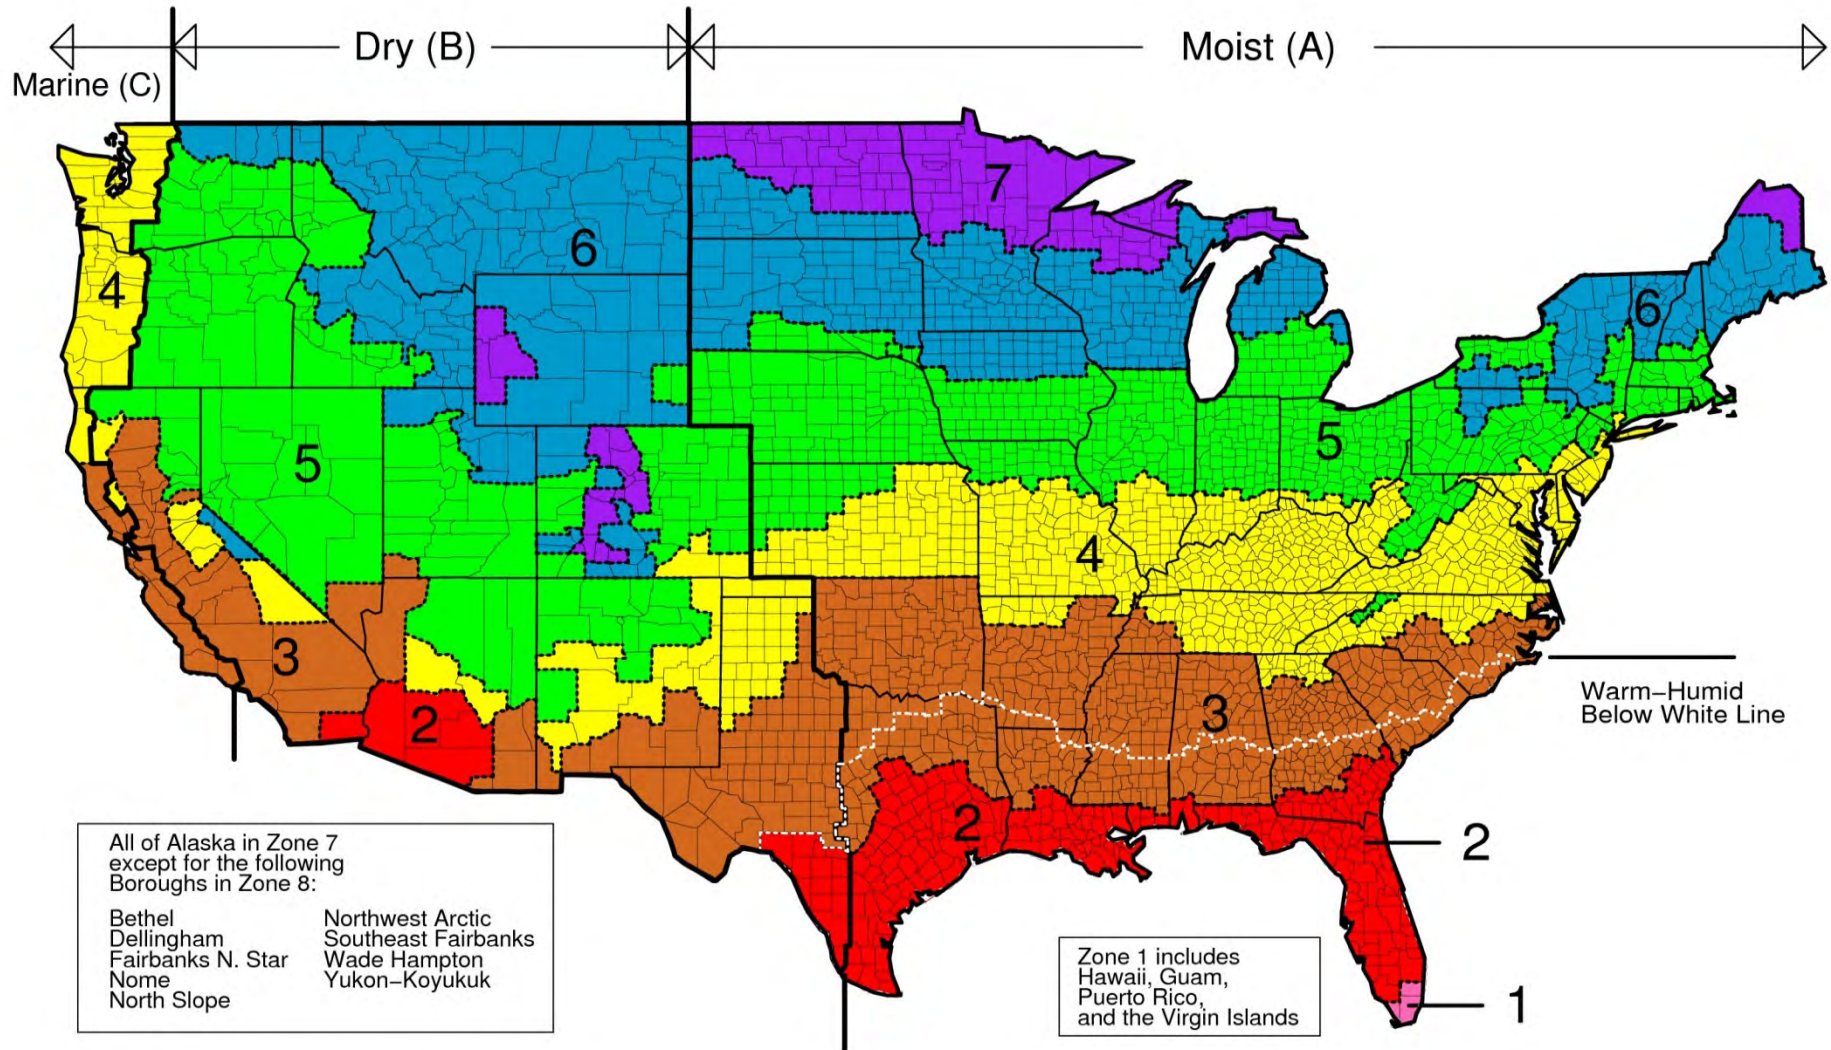 Marine (C)
Dry (B)
Moist (A)
7
6
4
6
5
5
4
3
3
2
2
Warm–Humid
Below White Line
2
1
All of Alaska in Zone 7
except for the following
Boroughs in Zone 8:
Bethel
Dellingham
Fairbanks N. Star
Nome
North Slope
Northwest Arctic
Southeast Fairbanks
Wade Hampton
Yukon–Koyukuk
Zone 1 includes
Hawaii, Guam,
Puerto Rico,
and the Virgin Islands